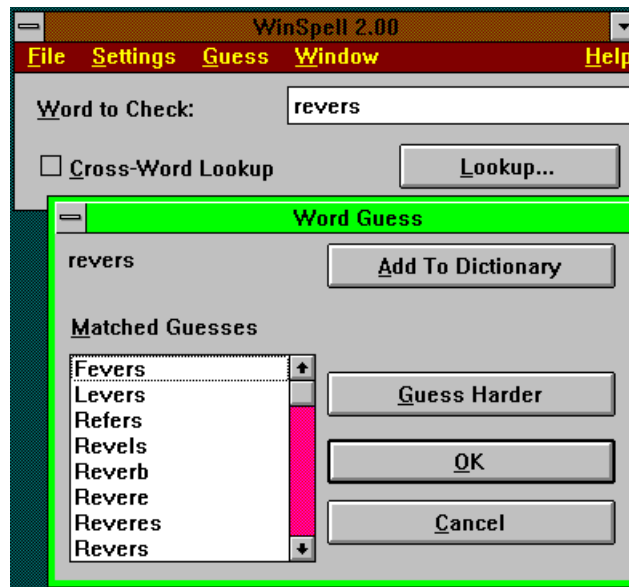 WinSpell 2.00
File Settings Guess Window Help
Word to Check: revers
Cross-Word Lookup Lookup...
Word Guess
revers Add To Dictionary
Matched Guesses
Fevers
Levers
Refers
Revels
Reverb
Revere
Reveres
Revers
Guess Harder
OK
Cancel